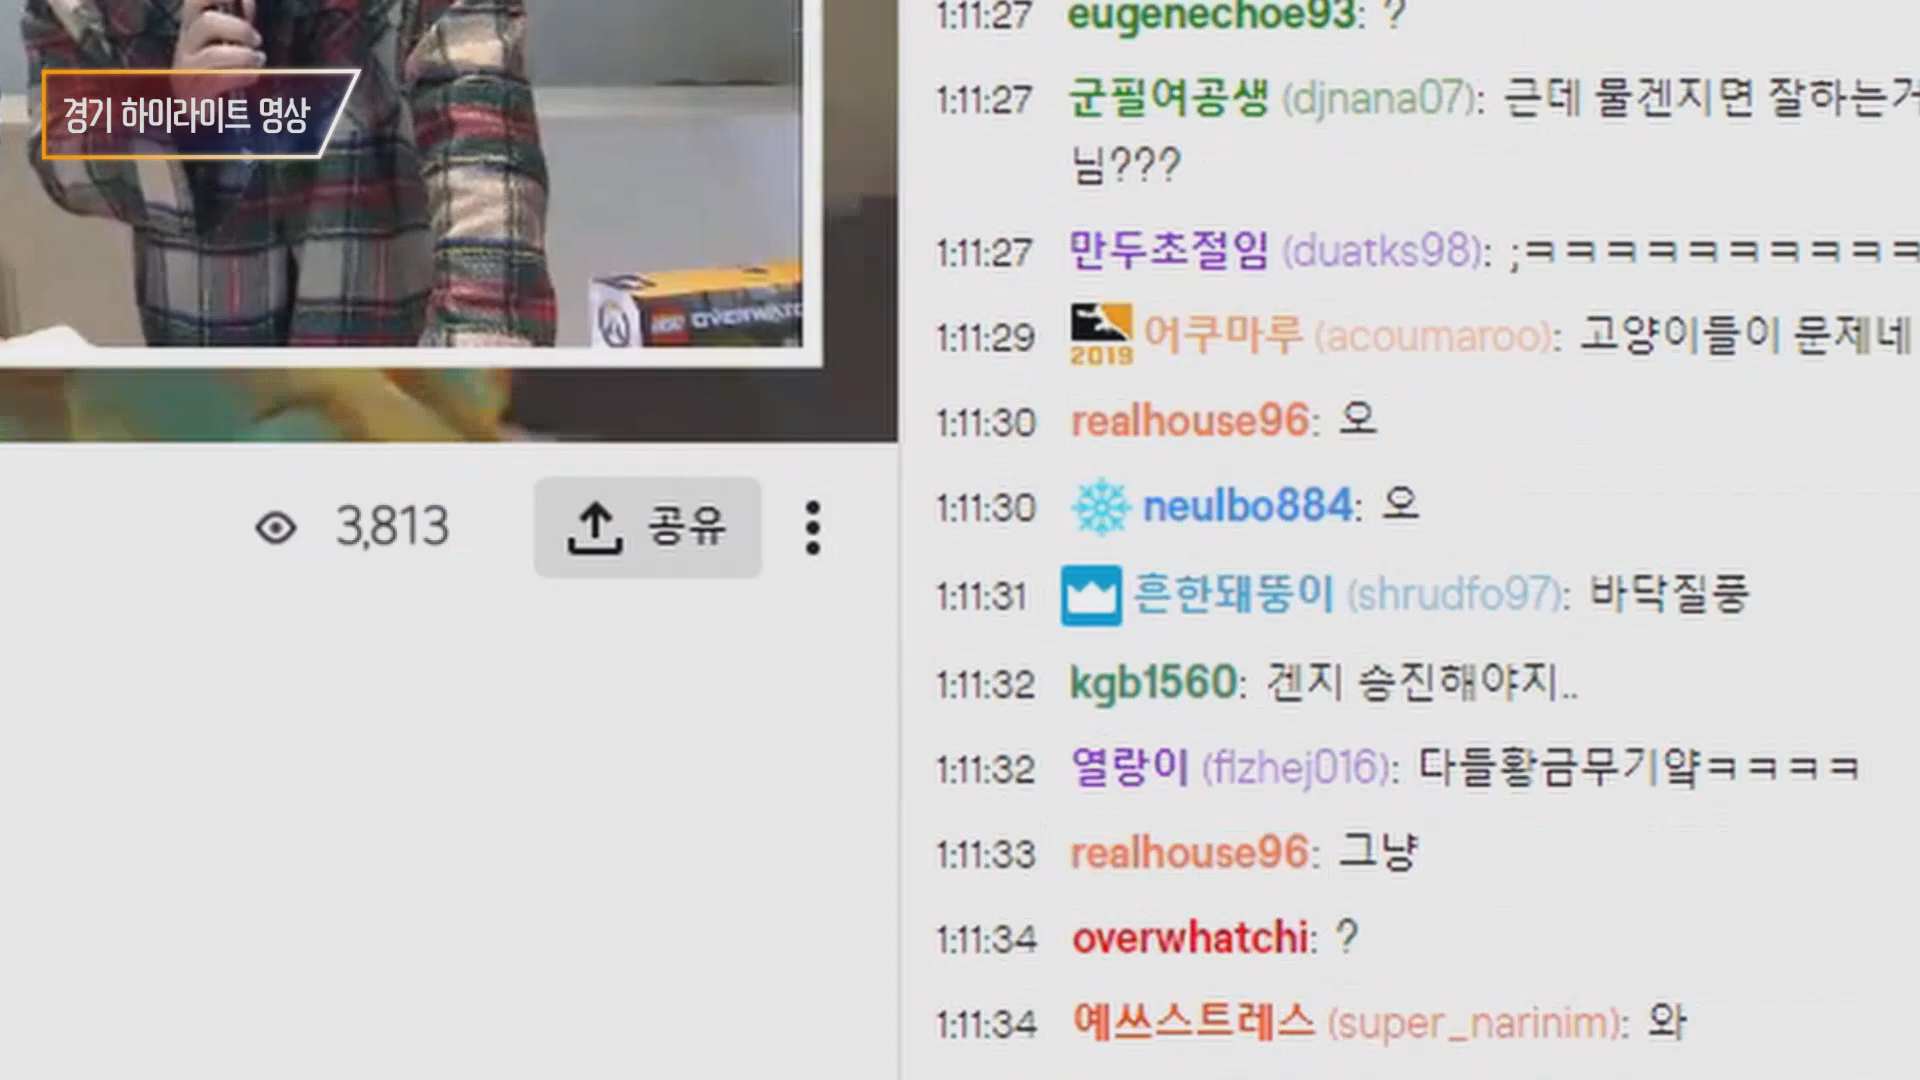 경기 하이라이트 영상
OVERWATC
3,813
공유
1:11:27 eugenechoe93: ?
1:11:27 군필여공생 (djnana07): 근데 물겐지면 잘하는거
님???
1:11:27 만두초절임 (duatks98): ;ㅋㅋㅋㅋㅋㅋㅋㅋㅋㅋ
1:11:29 2019 어쿠마루 (acoumaroo): 고양이들이 문제네
1:11:30 realhouse96: 오
1:11:30 neulbo884: 오
1:11:31 흔한돼뚱이 (shrudfo97): 바닥질풍
1:11:32 kgb1560: 겐지 승진해야지..
1:11:32 열랑이 (flzhej016): 다들황금무기얔ㅋㅋㅋㅋ
1:11:33 realhouse96: 그냥
1:11:34 overwhatchi: ?
1:11:34 예쓰스트레스 (super_narinim): 와